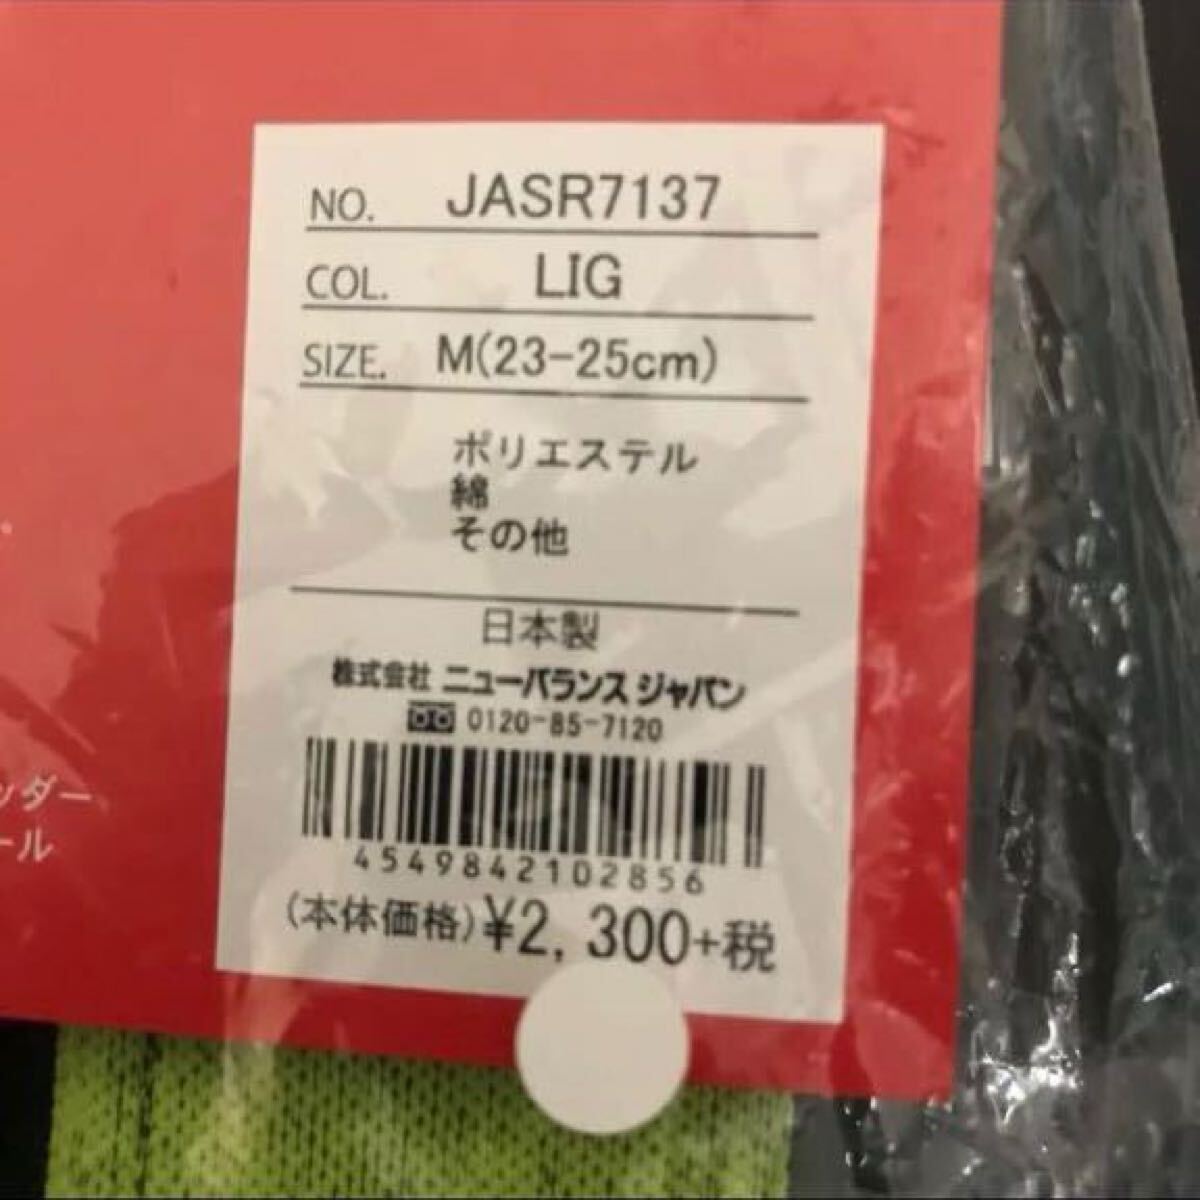 NO. JASR7137
COL. LIG
SIZE. M(23-25cm)
ポリエステル
綿
その他
日本製
株式会社 ニューバランス ジャパン
0120-85-7120
4549842102856
(本体価格)¥2,300+税
ッダー
ール